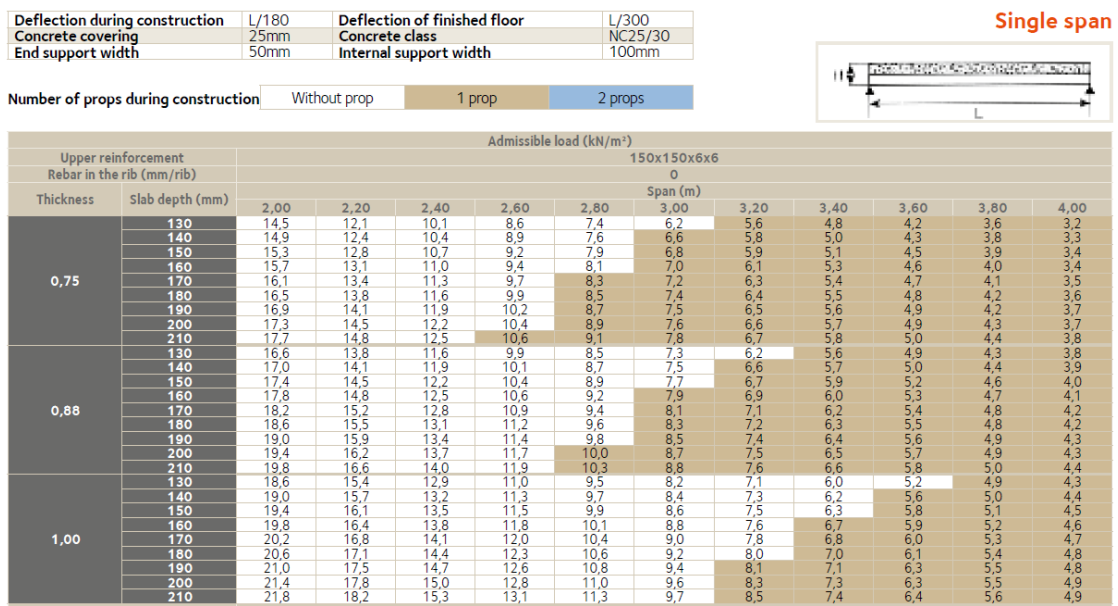 Deflection during construction L/180 Deflection of finished floor L/300
Concrete covering 25mm Concrete class NC25/30
End support width 50mm Internal support width 100mm
Single span
Number of props during construction Without prop 1 prop 2 props
L
Admissible load (kN/m²)
Upper reinforcement 150x150x6x6
Rebar in the rib (mm/rib) 0
Thickness Slab depth (mm) Span (m)
2,00 2,20 2,40 2,60 2,80 3,00 3,20 3,40 3,60 3,80 4,00
0,75
130 14,5 12,1 10,1 8,6 7,4 6,2 5,6 4,8 4,2 3,6 3,2
140 14,9 12,4 10,4 8,9 7,6 6,6 5,8 5,0 4,3 3,8 3,3
150 15,3 12,8 10,7 9,2 7,9 6,8 5,9 5,1 4,5 3,9 3,4
160 15,7 13,1 11,0 9,4 8,1 7,0 6,1 5,3 4,6 4,0 3,4
170 16,1 13,4 11,3 9,7 8,3 7,2 6,3 5,4 4,7 4,1 3,5
180 16,5 13,8 11,6 9,9 8,5 7,4 6,4 5,5 4,8 4,2 3,6
190 16,9 14,1 11,9 10,2 8,7 7,5 6,5 5,6 4,9 4,2 3,7
200 17,3 14,5 12,2 10,4 8,9 7,6 6,6 5,7 4,9 4,3 3,7
210 17,7 14,8 12,5 10,6 9,1 7,8 6,7 5,8 5,0 4,4 3,8
0,88
130 16,6 13,8 11,6 9,9 8,5 7,3 6,2 5,6 4,9 4,3 3,8
140 17,0 14,1 11,9 10,1 8,7 7,5 6,6 5,7 5,0 4,4 3,9
150 17,4 14,5 12,2 10,4 8,9 7,7 6,7 5,9 5,2 4,6 4,0
160 17,8 14,8 12,5 10,6 9,2 7,9 6,9 6,0 5,3 4,7 4,1
170 18,2 15,2 12,8 10,9 9,4 8,1 7,1 6,2 5,4 4,8 4,2
180 18,6 15,5 13,1 11,2 9,6 8,3 7,2 6,3 5,5 4,8 4,2
190 19,0 15,9 13,4 11,4 9,8 8,5 7,4 6,4 5,6 4,9 4,3
200 19,4 16,2 13,7 11,7 10,0 8,7 7,5 6,5 5,7 4,9 4,3
210 19,8 16,6 14,0 11,9 10,3 8,8 7,6 6,6 5,8 5,0 4,4
1,00
130 18,6 15,4 12,9 11,0 9,5 8,2 7,1 6,0 5,2 4,9 4,3
140 19,0 15,7 13,2 11,3 9,7 8,4 7,3 6,2 5,6 5,0 4,4
150 19,4 16,1 13,5 11,5 9,9 8,6 7,5 6,3 5,8 5,1 4,5
160 19,8 16,4 13,8 11,8 10,1 8,8 7,6 6,7 5,9 5,2 4,6
170 20,2 16,8 14,1 12,0 10,4 9,0 7,8 6,8 6,0 5,3 4,7
180 20,6 17,1 14,4 12,3 10,6 9,2 8,0 7,0 6,1 5,4 4,8
190 21,0 17,5 14,7 12,6 10,8 9,4 8,1 7,1 6,3 5,5 4,8
200 21,4 17,8 15,0 12,8 11,0 9,6 8,3 7,3 6,3 5,5 4,9
210 21,8 18,2 15,3 13,1 11,3 9,7 8,5 7,4 6,4 5,6 4,9